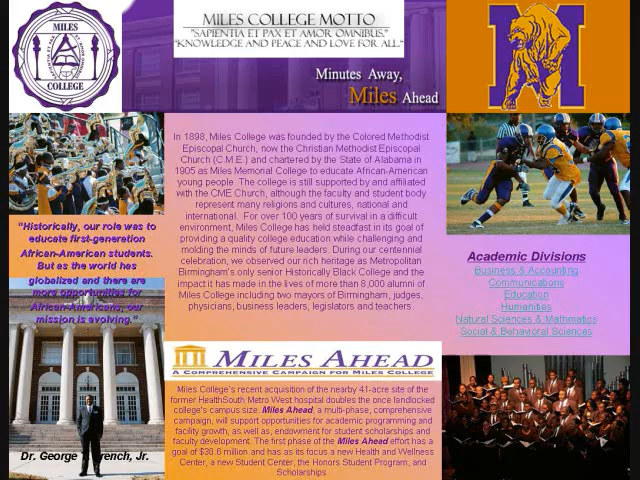 MILES
COLLEGE
MILES COLLEGE MOTTO
"SAPIENTIA ET PAX ET AMOR OMNIBUS,"
"KNOWLEDGE AND PEACE AND LOVE FOR ALL."
Minutes Away,
Miles Ahead
M
In 1898, Miles College was founded by the Colored Methodist
Episcopal Church, now the Christian Methodist Episcopal
Church (C.M.E.) and chartered by the State of Alabama in
1905 as Miles Memorial College to educate African-American
young people. The college is still supported by and affiliated
with the CME Church, although the faculty and student body
represent many religions and cultures, national and
international. For over 100 years of survival in a difficult
environment, Miles College has held steadfast in its goal of
providing a quality college education while challenging and
molding the minds of future leaders. During our centennial
celebration, we observed our rich heritage as Metropolitan
Birmingham's only senior Historically Black College and the
impact it has made in the lives of more than 8,000 alumni of
Miles College including two mayors of Birmingham, judges,
physicians, business leaders, legislators and teachers.
"Historically, our role was to
educate first-generation
African-American students.
But as the world has
globalized and there are
more opportunities for
African-Americans, our
mission is evolving."
Dr. George T. French, Jr.
MILES AHEAD
A COMPREHENSIVE CAMPAIGN FOR MILES COLLEGE
Miles College's recent acquisition of the nearby 41-acre site of the
former HealthSouth Metro West hospital doubles the once landlocked
college's campus size. Miles Ahead, a multi-phase, comprehensive
campaign, will support opportunities for academic programming and
facility growth, as well as, endowment for student scholarships and
faculty development. The first phase of the Miles Ahead effort has a
goal of $30.6 million and has as its focus a new Health and Wellness
Center, a new Student Center, the Honors Student Program, and
Scholarships.
Academic Divisions
Business & Accounting
Communications
Education
Humanities
Natural Sciences & Mathmatics
Social & Behavioral Sciences